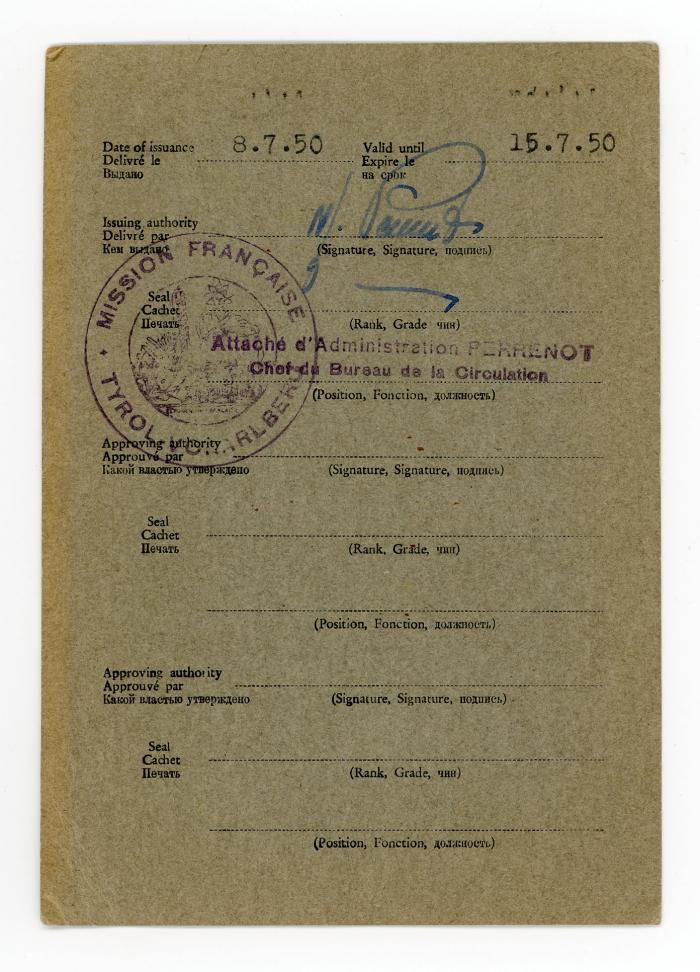 Date of issuance 8.7.50 Valid until 15.7.50
Delivré le Expire le
Выдано на срок
Issuing authority
Delivré par
Кем выдано (Signature, Signature, подпись)
MISSION FRANÇAISE
TYROL VORARLBERG
Seal
Cachet
Печать (Rank, Grade чин)
Attaché d'Administration PERRENOT
Chef du Bureau de la Circulation
(Position, Fonction, должность)
Approving authority
Approuvé par
Какой властью утверждено (Signature, Signature, подпись)
Seal
Cachet
Печать (Rank, Grade, чин)
(Position, Fonction, должность)
Approving authority
Approuvé par
Какой властью утверждено (Signature, Signature, подпись)
Seal
Cachet
Печать (Rank, Grade, чин)
(Position, Fonction, должность)